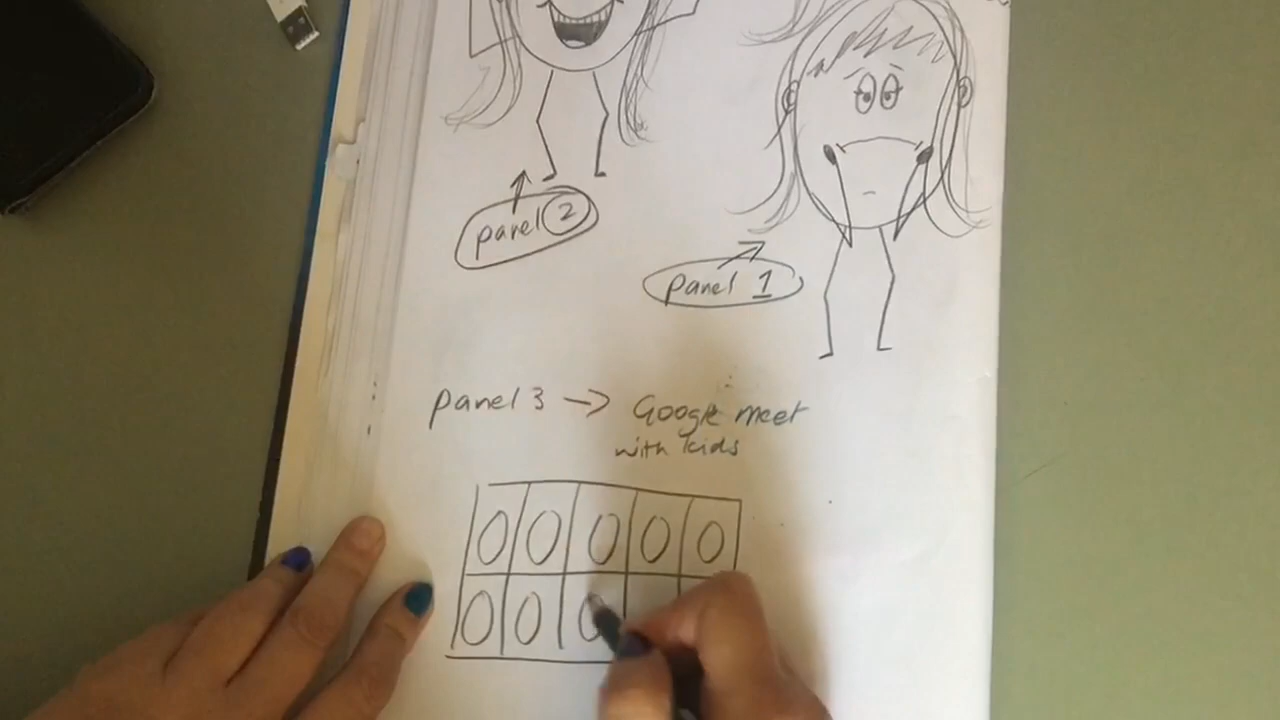 panel 2
panel 1
panel 3 → Google meet
with kids